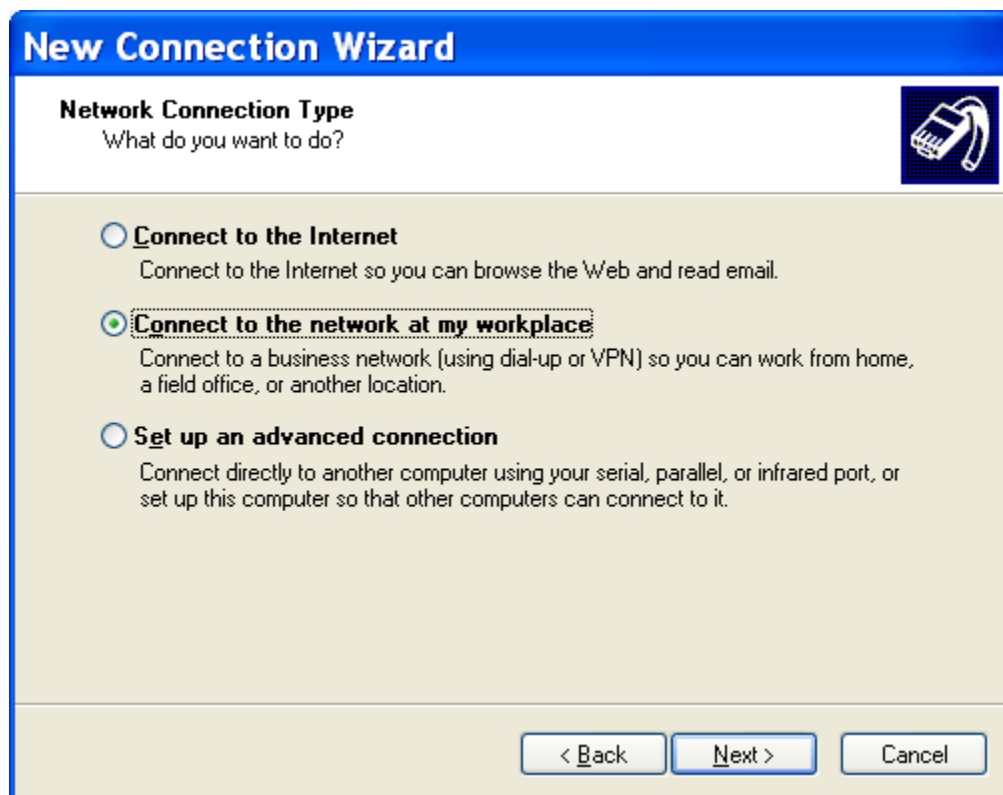 New Connection Wizard
Network Connection Type
What do you want to do?
Connect to the Internet
Connect to the Internet so you can browse the Web and read email.
Connect to the network at my workplace
Connect to a business network (using dial-up or VPN) so you can work from home,
a field office, or another location.
Set up an advanced connection
Connect directly to another computer using your serial, parallel, or infrared port, or
set up this computer so that other computers can connect to it.
< Back
Next >
Cancel